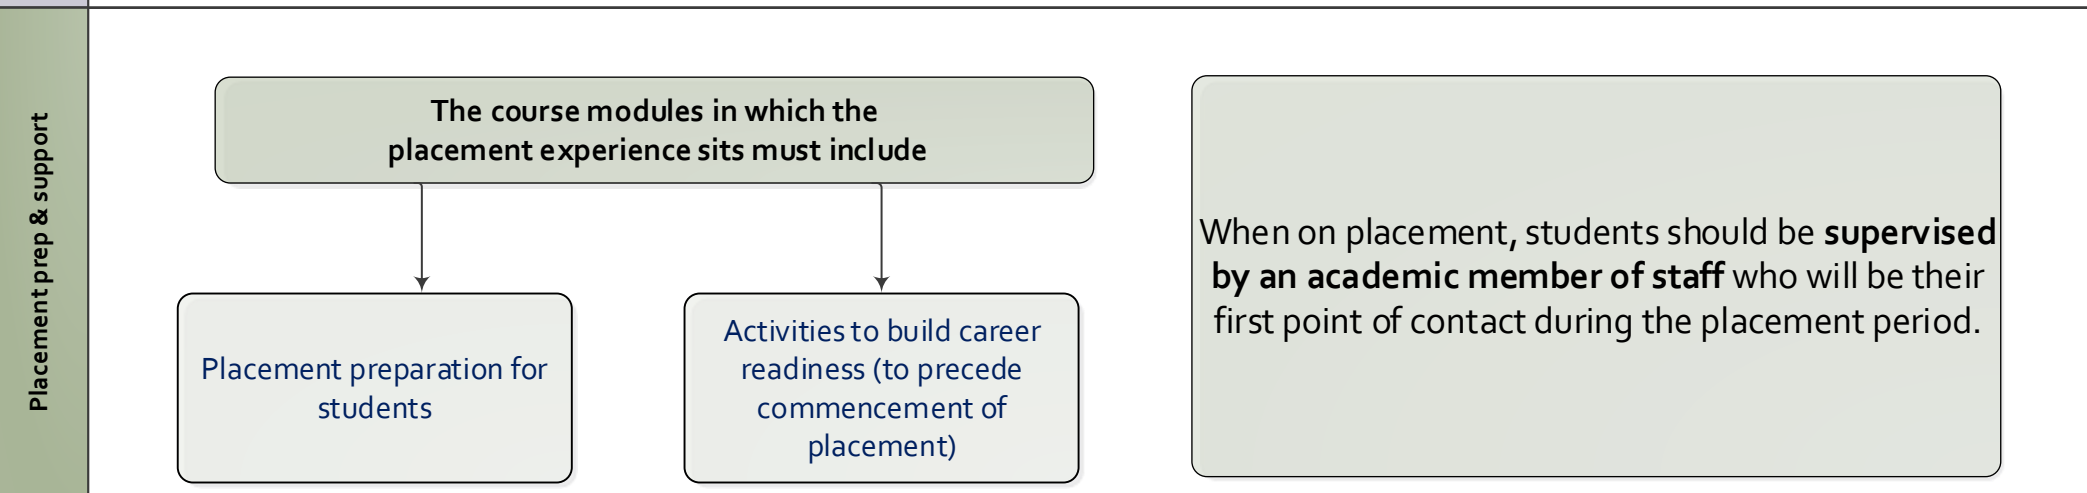 Placement prep & support
The course modules in which the
placement experience sits must include
Placement preparation for
students
Activities to build career
readiness (to precede
commencement of
placement)
When on placement, students should be supervised
by an academic member of staff who will be their
first point of contact during the placement period.